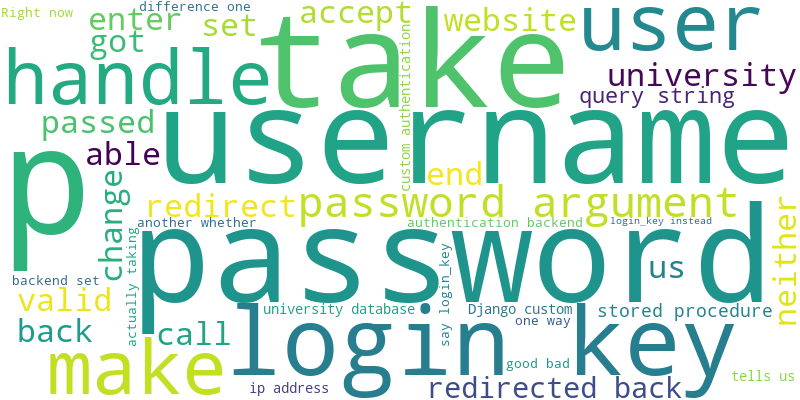 Right now
difference one
enter
got
set
take
accept
website
user
handle
custom authentication
university
query string
passed
able
username
p
change
redirect
end
password argument
neither
another whether
authentication backend
login_key instead
password
us
actually taking
backend set
valid
back
call
university database
say login_key
Django custom
one way
stored procedure
make
login key
good bad
tells us
ip address
redirected back